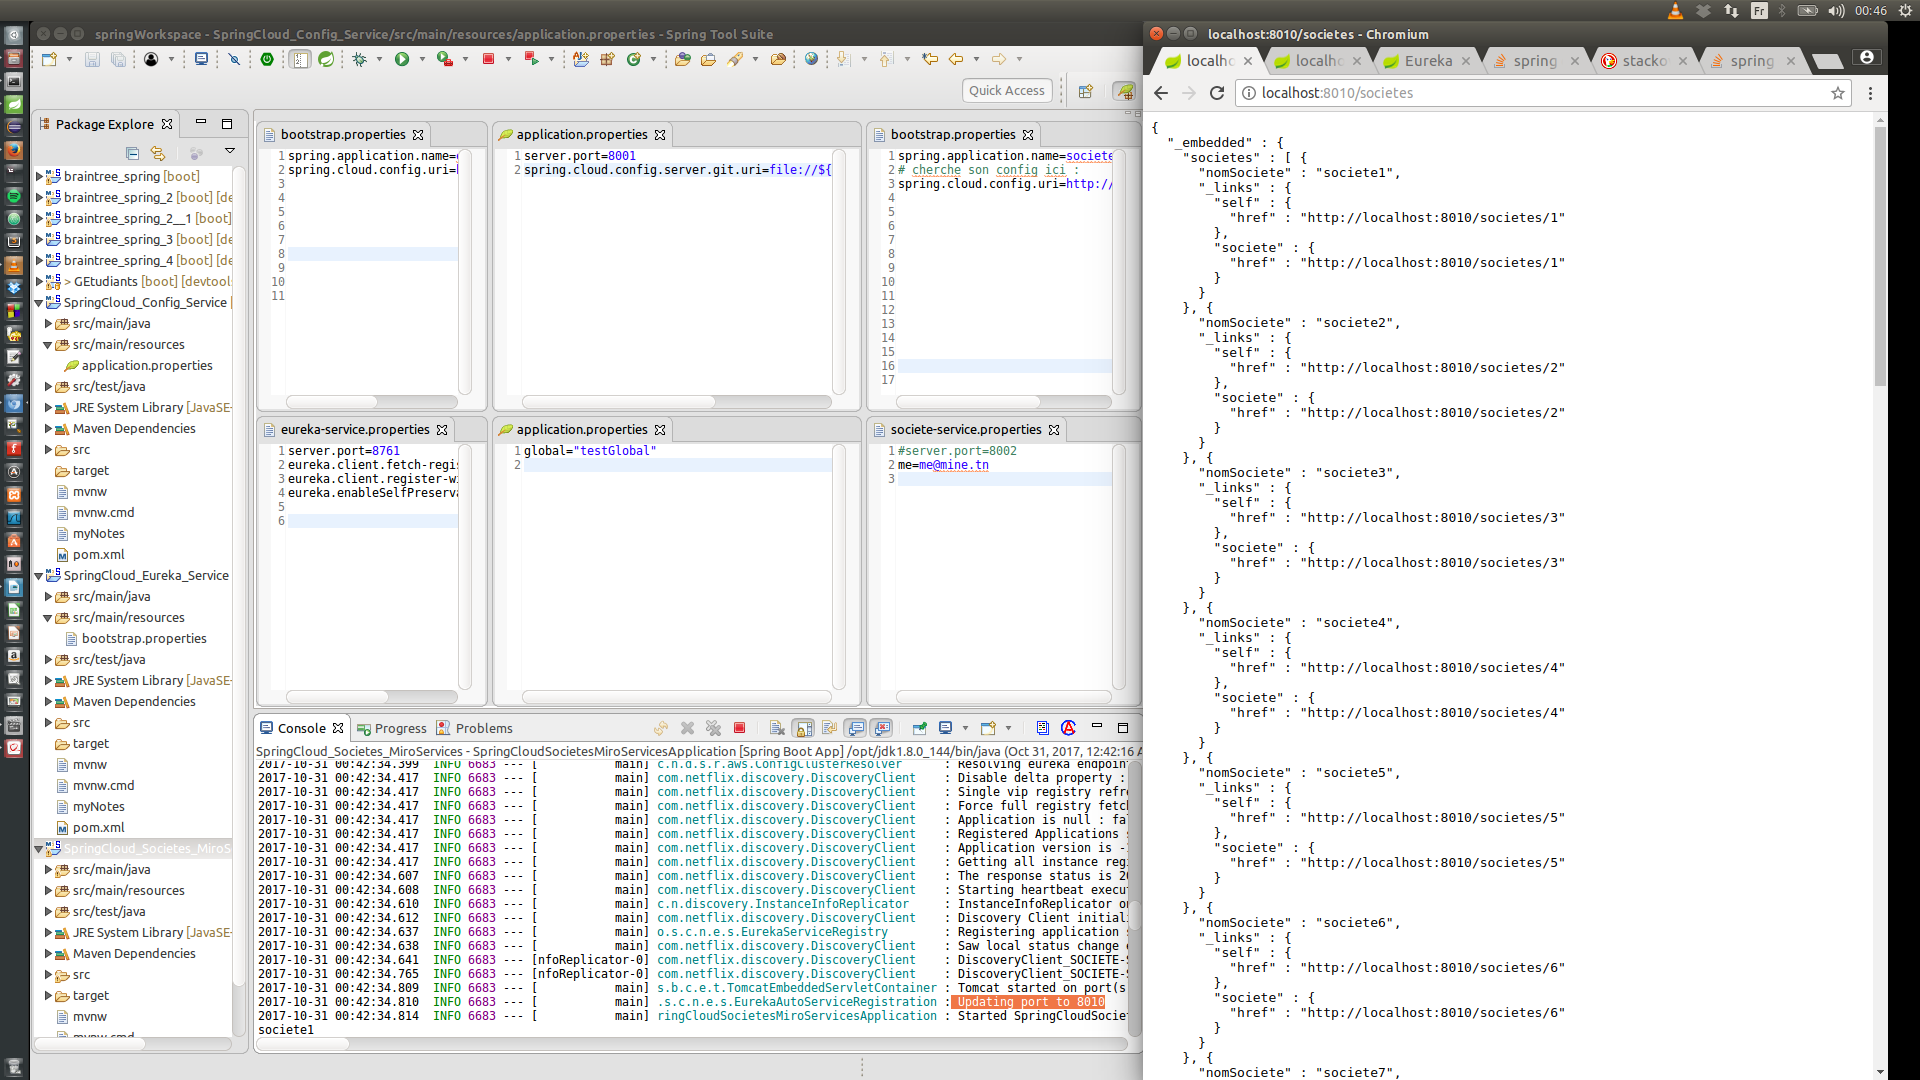 Fr
00:46
springWorkspace - SpringCloud_Config_Service/src/main/resources/application.properties - Spring Tool Suite
Quick Access
Package Explorer
braintree_spring [boot]
braintree_spring_2 [boot] [de
braintree_spring_2__1 [boot]
braintree_spring_3 [boot] [de
braintree_spring_4 [boot] [de
> GEtudiants [boot] [devtool
SpringCloud_Config_Service [
src/main/java
src/main/resources
application.properties
src/test/java
JRE System Library [JavaSE-
Maven Dependencies
src
target
mvnw
mvnw.cmd
myNotes
pom.xml
SpringCloud_Eureka_Service
src/main/java
src/main/resources
bootstrap.properties
src/test/java
JRE System Library [JavaSE-
Maven Dependencies
src
target
mvnw
mvnw.cmd
myNotes
pom.xml
SpringCloud_Societes_MiroS
src/main/java
src/main/resources
src/test/java
JRE System Library [JavaSE-
Maven Dependencies
src
target
mvnw
mvnw.cmd
bootstrap.properties
1 spring.application.name=
2 spring.cloud.config.uri=
3
4
5
6
7
8
9
10
11
application.properties
1 server.port=8001
2 spring.cloud.config.server.git.uri=file://${
bootstrap.properties
1 spring.application.name=societe
2 # cherche son config ici :
3 spring.cloud.config.uri=http://
4
5
6
7
8
9
10
11
12
13
14
15
16
17
eureka-service.properties
1 server.port=8761
2 eureka.client.fetch-regis
3 eureka.client.register-wi
4 eureka.enableSelfPreserva
5
6
application.properties
1 global="testGlobal"
2
societe-service.properties
1 #server.port=8002
2 me=me@mine.tn
3
Console
Progress
Problems
SpringCloud_Societes_MiroServices - SpringCloudSocietesMiroServicesApplication [Spring Boot App] /opt/jdk1.8.0_144/bin/java (Oct 31, 2017, 12:42:16 A
2017-10-31 00:42:34.399 INFO 6683 --- [ main] c.n.d.s.r.aws.ConfigClusterResolver : Resolving eureka endpoin
2017-10-31 00:42:34.417 INFO 6683 --- [ main] com.netflix.discovery.DiscoveryClient : Disable delta property :
2017-10-31 00:42:34.417 INFO 6683 --- [ main] com.netflix.discovery.DiscoveryClient : Single vip registry refr
2017-10-31 00:42:34.417 INFO 6683 --- [ main] com.netflix.discovery.DiscoveryClient : Force full registry fetc
2017-10-31 00:42:34.417 INFO 6683 --- [ main] com.netflix.discovery.DiscoveryClient : Application is null : fa
2017-10-31 00:42:34.417 INFO 6683 --- [ main] com.netflix.discovery.DiscoveryClient : Registered Applications s
2017-10-31 00:42:34.417 INFO 6683 --- [ main] com.netflix.discovery.DiscoveryClient : Application version is -
2017-10-31 00:42:34.417 INFO 6683 --- [ main] com.netflix.discovery.DiscoveryClient : Getting all instance regi
2017-10-31 00:42:34.607 INFO 6683 --- [ main] com.netflix.discovery.DiscoveryClient : The response status is 20
2017-10-31 00:42:34.608 INFO 6683 --- [ main] com.netflix.discovery.DiscoveryClient : Starting heartbeat execu
2017-10-31 00:42:34.610 INFO 6683 --- [ main] c.n.discovery.InstanceInfoReplicator : InstanceInfoReplicator on
2017-10-31 00:42:34.612 INFO 6683 --- [ main] com.netflix.discovery.DiscoveryClient : Discovery Client initiali
2017-10-31 00:42:34.637 INFO 6683 --- [ main] o.s.c.n.e.s.EurekaServiceRegistry : Registering application s
2017-10-31 00:42:34.638 INFO 6683 --- [ main] com.netflix.discovery.DiscoveryClient : Saw local status change e
2017-10-31 00:42:34.641 INFO 6683 --- [nfoReplicator-0] com.netflix.discovery.DiscoveryClient : DiscoveryClient_SOCIETE-S
2017-10-31 00:42:34.765 INFO 6683 --- [nfoReplicator-0] com.netflix.discovery.DiscoveryClient : DiscoveryClient_SOCIETE-S
2017-10-31 00:42:34.809 INFO 6683 --- [ main] s.b.c.e.t.TomcatEmbeddedServletContainer : Tomcat started on port(s
2017-10-31 00:42:34.810 INFO 6683 --- [ main] .s.c.n.e.s.EurekaAutoServiceRegistration : Updating port to 8010
2017-10-31 00:42:34.814 INFO 6683 --- [ main] ringCloudSocietesMiroServicesApplication : Started SpringCloudSociet
societe1
localhost:8010/societes - Chromium
localho
localho
Eureka
spring
stacko
spring
localhost:8010/societes
{
"_embedded" : {
"societes" : [ {
"nomSociete" : "societe1",
"_links" : {
"self" : {
"href" : "http://localhost:8010/societes/1"
},
"societe" : {
"href" : "http://localhost:8010/societes/1"
}
}
}, {
"nomSociete" : "societe2",
"_links" : {
"self" : {
"href" : "http://localhost:8010/societes/2"
},
"societe" : {
"href" : "http://localhost:8010/societes/2"
}
}
}, {
"nomSociete" : "societe3",
"_links" : {
"self" : {
"href" : "http://localhost:8010/societes/3"
},
"societe" : {
"href" : "http://localhost:8010/societes/3"
}
}
}, {
"nomSociete" : "societe4",
"_links" : {
"self" : {
"href" : "http://localhost:8010/societes/4"
},
"societe" : {
"href" : "http://localhost:8010/societes/4"
}
}
}, {
"nomSociete" : "societe5",
"_links" : {
"self" : {
"href" : "http://localhost:8010/societes/5"
},
"societe" : {
"href" : "http://localhost:8010/societes/5"
}
}
}, {
"nomSociete" : "societe6",
"_links" : {
"self" : {
"href" : "http://localhost:8010/societes/6"
},
"societe" : {
"href" : "http://localhost:8010/societes/6"
}
}
}, {
"nomSociete" : "societe7",